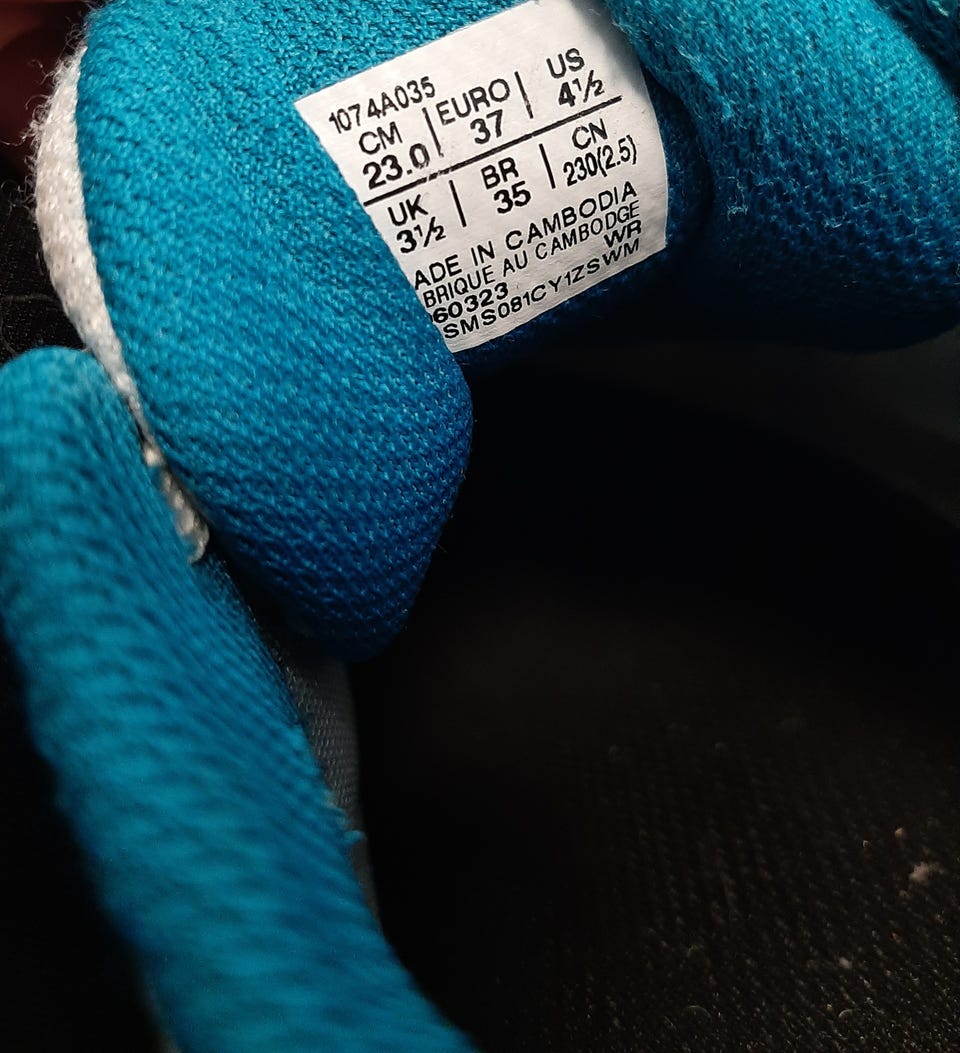 1074A035
CM | EURO | US
23.0 37 4½
UK | BR | CN
3½ 35 230(2.5)
ADE IN CAMBODIA
BRIQUE AU CAMBODGE
60323 WR
SMS081CY1ZSWM